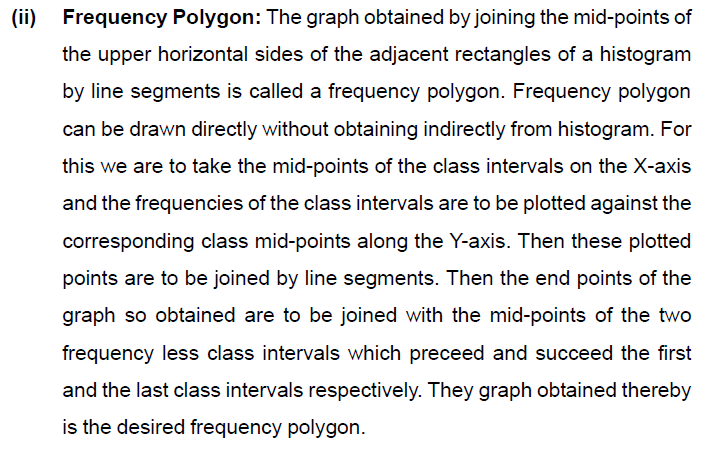 (ii) Frequency Polygon: The graph obtained by joining the mid-points of
the upper horizontal sides of the adjacent rectangles of a histogram
by line segments is called a frequency polygon. Frequency polygon
can be drawn directly without obtaining indirectly from histogram. For
this we are to take the mid-points of the class intervals on the X-axis
and the frequencies of the class intervals are to be plotted against the
corresponding class mid-points along the Y-axis. Then these plotted
points are to be joined by line segments. Then the end points of the
graph so obtained are to be joined with the mid-points of the two
frequency less class intervals which preceed and succeed the first
and the last class intervals respectively. They graph obtained thereby
is the desired frequency polygon.